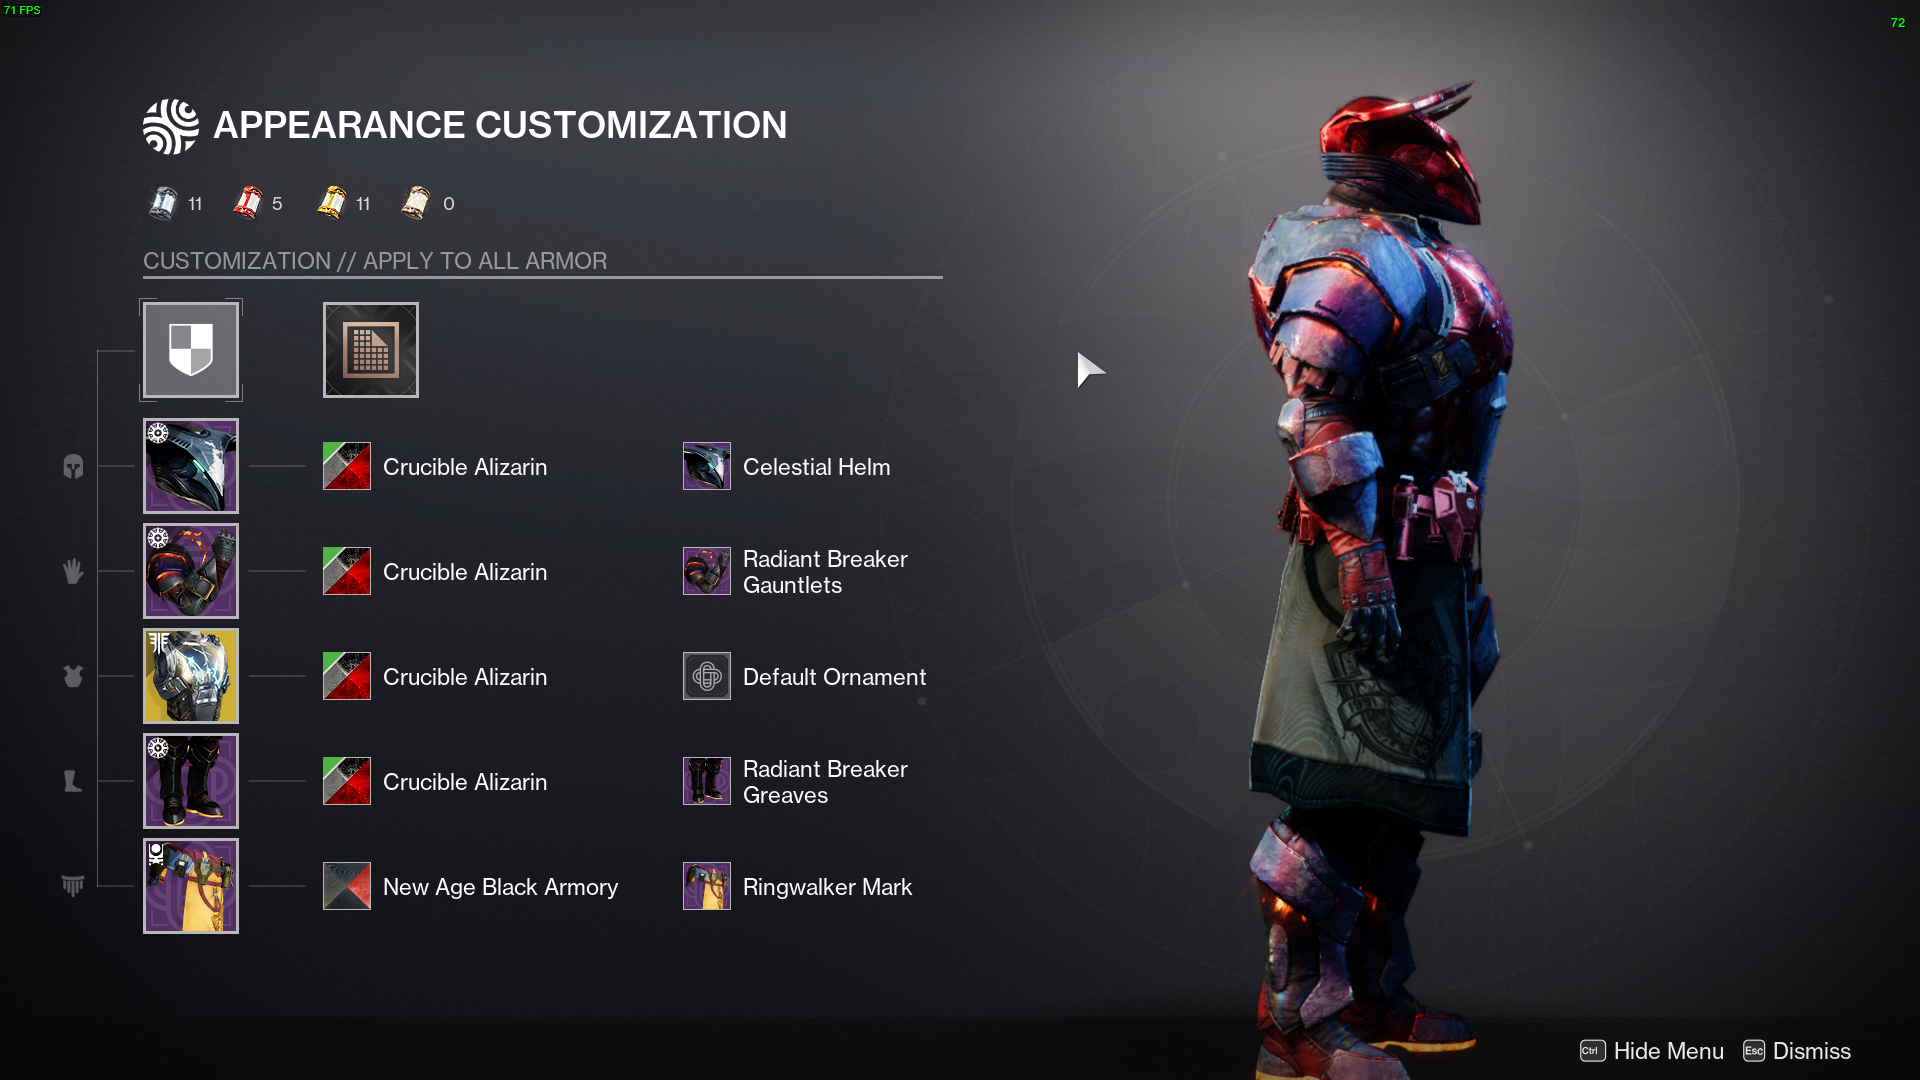 71 FPS
72
APPEARANCE CUSTOMIZATION
11
5
11
0
CUSTOMIZATION // APPLY TO ALL ARMOR
Crucible Alizarin
Celestial Helm
Crucible Alizarin
Radiant Breaker
Gauntlets
Crucible Alizarin
Default Ornament
Crucible Alizarin
Radiant Breaker
Greaves
New Age Black Armory
Ringwalker Mark
Ctrl Hide Menu
Esc Dismiss